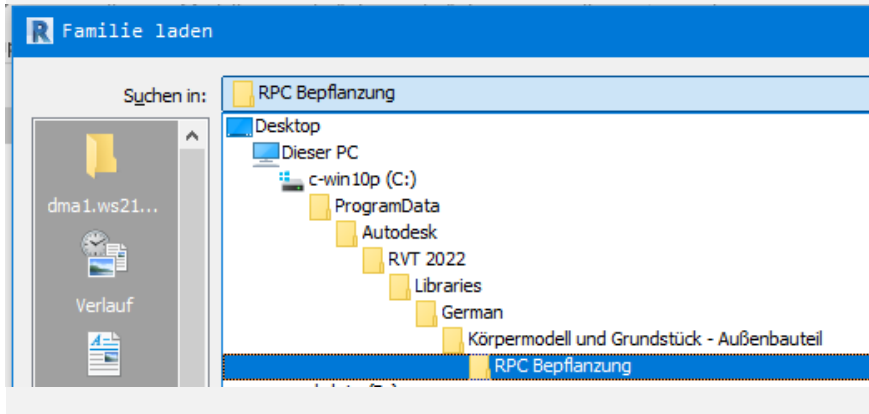 Familie laden
Suchen in:
RPC Bepflanzung
Desktop
Dieser PC
c-win10p (C:)
dma1.ws21...
ProgramData
Autodesk
RVT 2022
Libraries
Verlauf
German
Körpermodell und Grundstück - Außenbauteil
RPC Bepflanzung